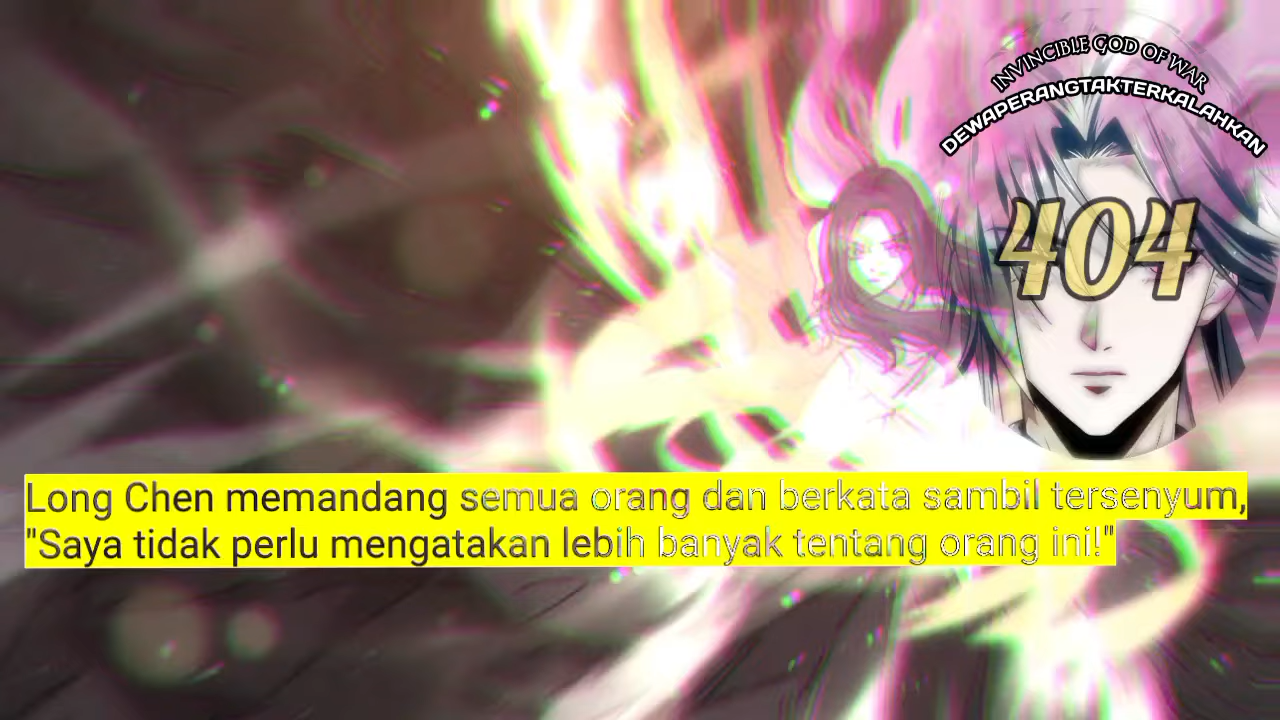 INVINCIBLE GOD OF WAR
DEWAPERANGTAKTERKALAHKAN
404
Long Chen memandang semua orang dan berkata sambil tersenyum,
"Saya tidak perlu mengatakan lebih banyak tentang orang ini!"